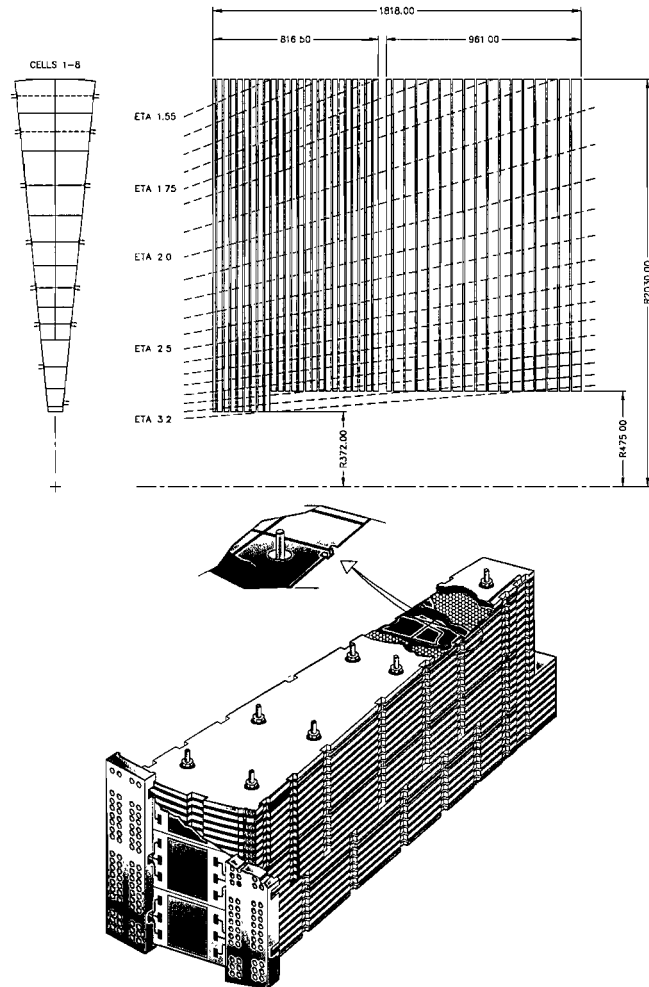 1818.00
816.50
961.00
CELLS 1-8
ETA 1.55
ETA 1.75
ETA 2.0
ETA 2.5
ETA 3.2
R372.00
R475.00
R2030.00